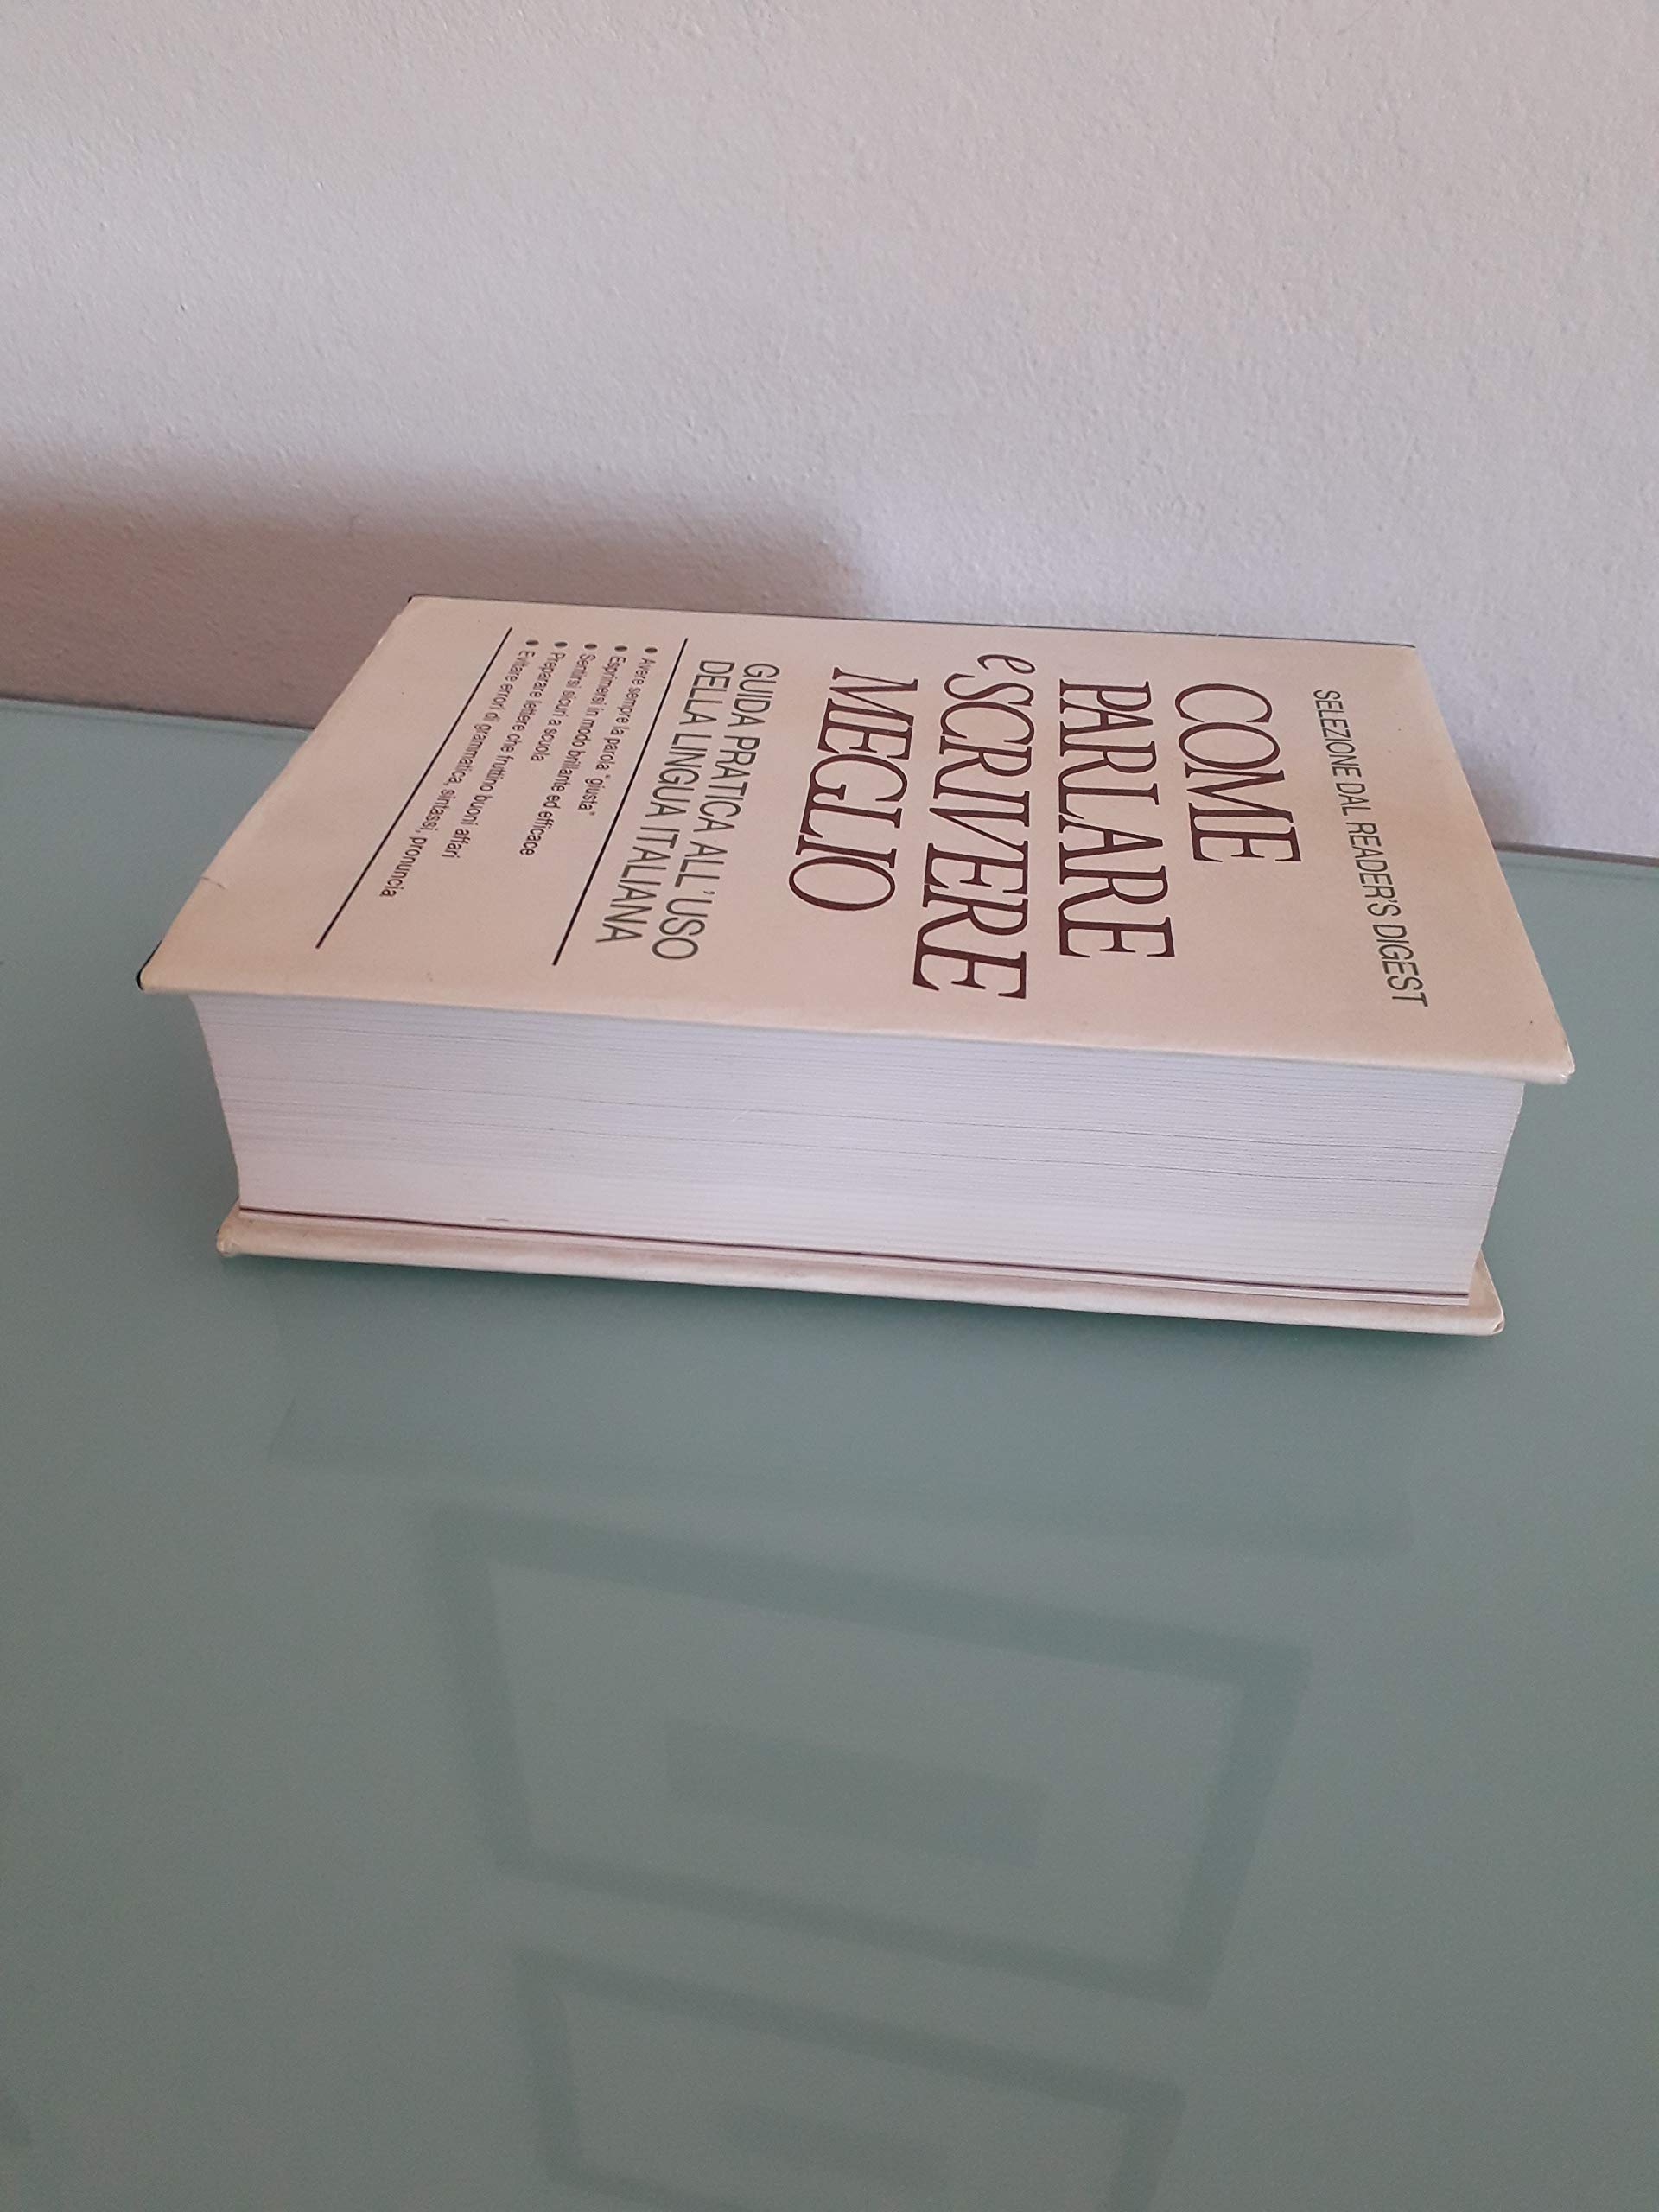 SELEZIONE DAL READER'S DIGEST
COME
PARLARE
e SCRIVERE
MEGLIO
GUIDA PRATICA ALL'USO
DELLA LINGUA ITALIANA
• Avere sempre la parola "giusta"
• Esprimersi in modo brillante ed efficace
• Sentirsi sicuri a scuola
• Preparare lettere che fruttino buoni affari
• Evitare errori di grammatica, sintassi, pronuncia